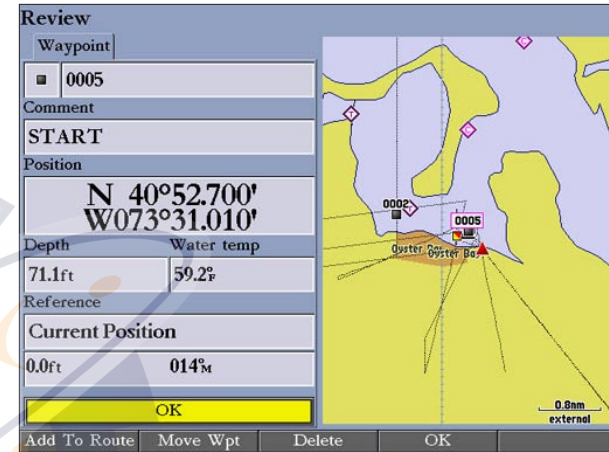 Review
Waypoint
0005
Comment
START
Position
N 40°52.700'
W073°31.010'
Depth Water temp
71.1ft 59.2°F
Reference
Current Position
0.0ft 014°M
OK
Add To Route Move Wpt Delete OK
C
T
C
0002 T
0005
Oyster Bay
Oyster Ba
0.8nm
external